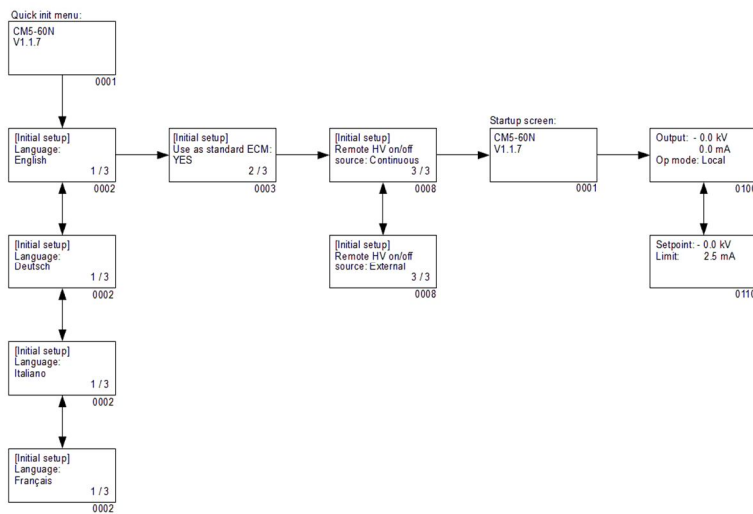 Quick init menu:
CM5-60N
V1.1.7
0001
[Initial setup]
Language:
English
1 / 3
0002
[Initial setup]
Use as standard ECM:
YES
2 / 3
0003
[Initial setup]
Remote HV on/off
source: Continuous
3 / 3
0008
Startup screen:
CM5-60N
V1.1.7
0001
Output: - 0.0 kV
0.0 mA
Op mode: Local
0100
[Initial setup]
Language:
Deutsch
1 / 3
0002
[Initial setup]
Remote HV on/off
source: External
3 / 3
0008
Setpoint: - 0.0 kV
Limit: 2.5 mA
0110
[Initial setup]
Language:
Italiano
1 / 3
0002
[Initial setup]
Language:
Français
1 / 3
0002